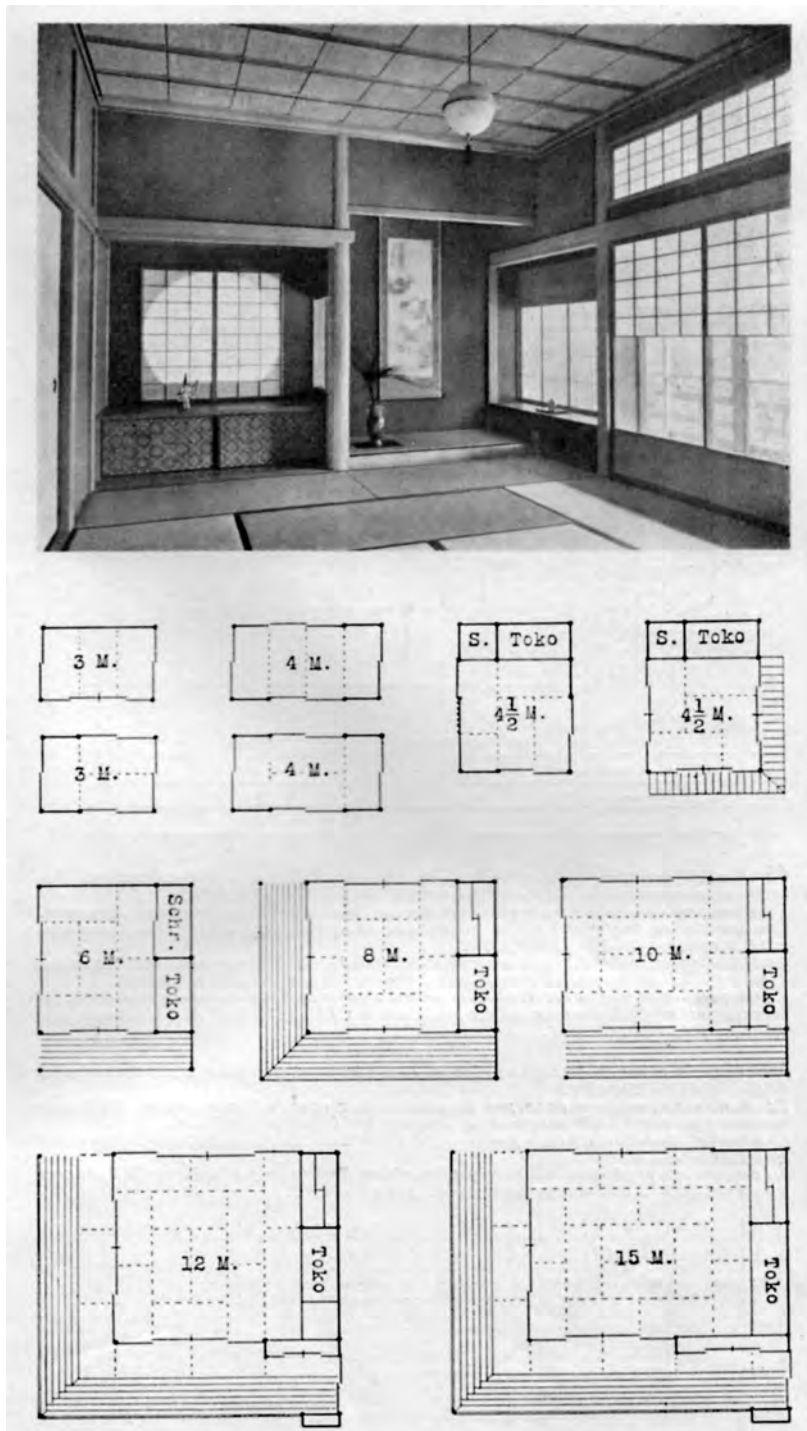 3 M.
4 M.
S. Toko
4½ M.
S. Toko
4½ M.
3 M.
4 M.
6 M.
Schr.
Toko
8 M.
Toko
10 M.
Toko
12 M.
Toko
15 M.
Toko